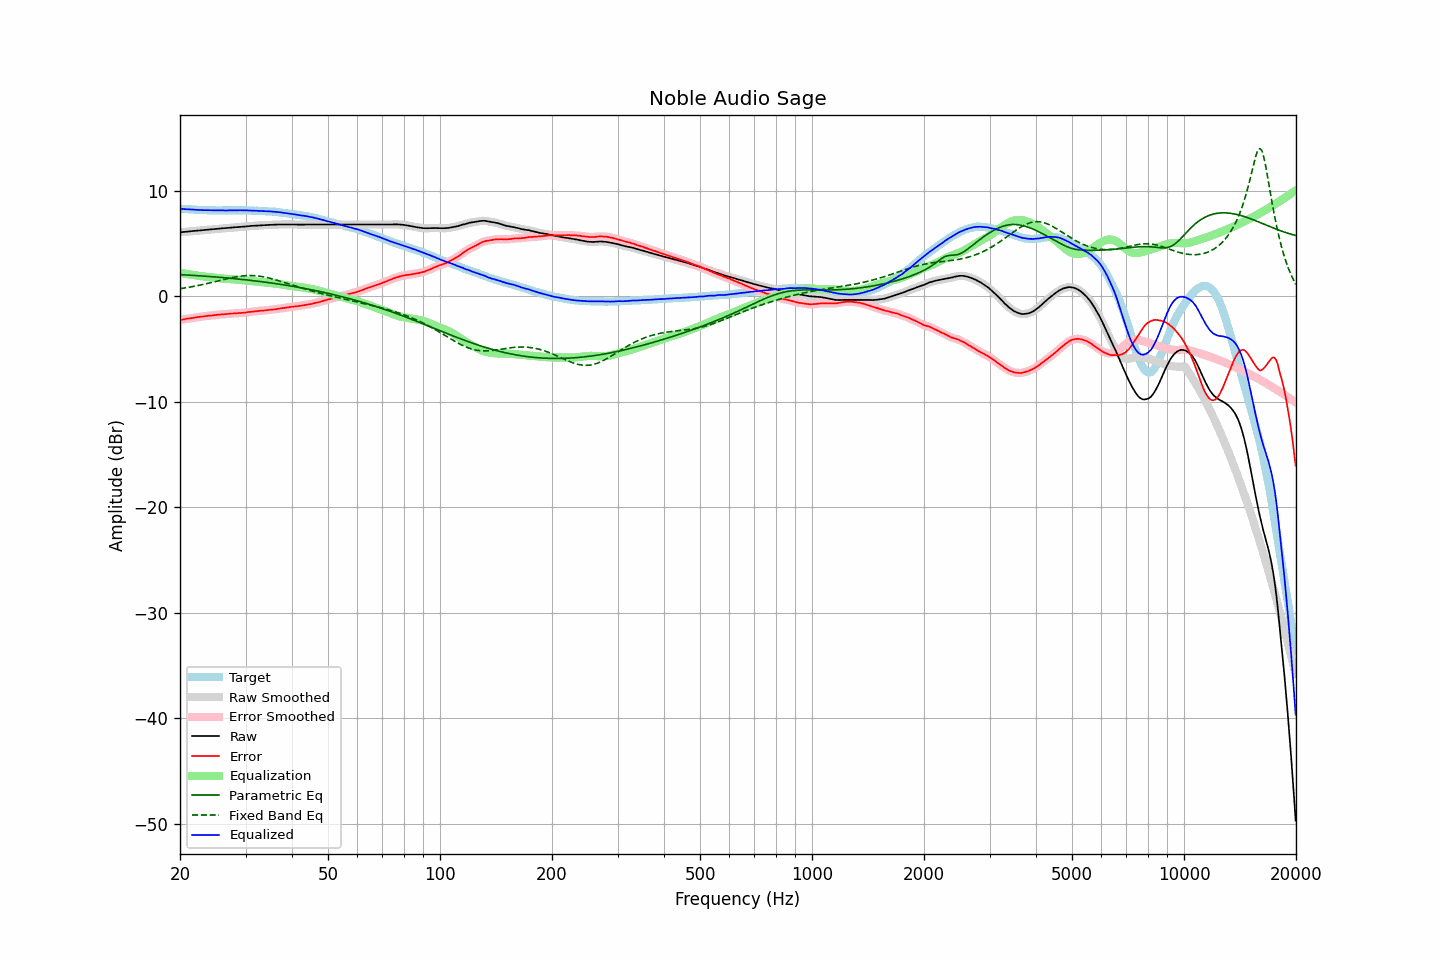 Noble Audio Sage
10
0
−10
−20
−30
−40
−50
Amplitude (dBr)
Target
Raw Smoothed
Error Smoothed
Raw
Error
Equalization
Parametric Eq
Fixed Band Eq
Equalized
20 50 100 200 500 1000 2000 5000 10000 20000
Frequency (Hz)